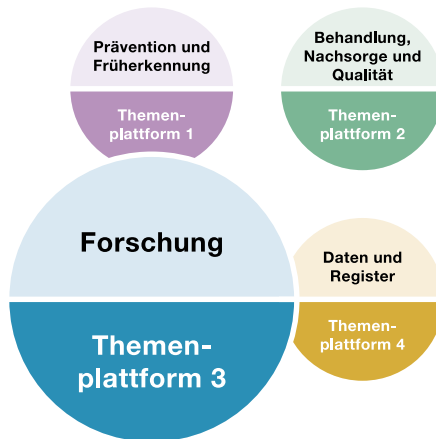 Prävention und
Früherkennung
Themen-
plattform 1
Behandlung,
Nachsorge und
Qualität
Themen-
plattform 2
Forschung
Themen-
plattform 3
Daten und
Register
Themen-
plattform 4